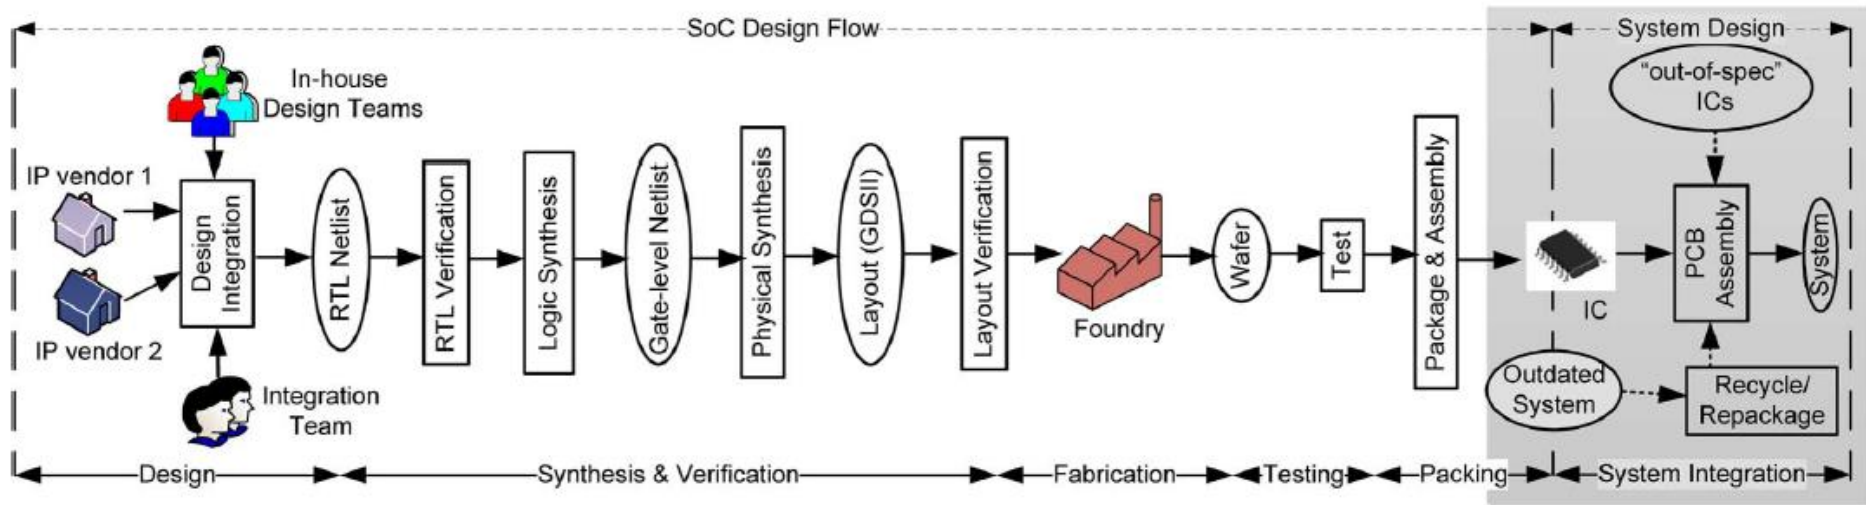 SoC Design Flow
System Design
In-house
Design Teams
IP vendor 1
IP vendor 2
Design
Integration
Integration
Team
RTL Netlist
RTL Verification
Logic Synthesis
Gate-level Netlist
Physical Synthesis
Layout (GDSII)
Layout Verification
Foundry
Wafer
Test
Package & Assembly
IC
"out-of-spec"
ICs
PCB
Assembly
System
Outdated
System
Recycle/
Repackage
Design
Synthesis & Verification
Fabrication
Testing
Packing
System Integration